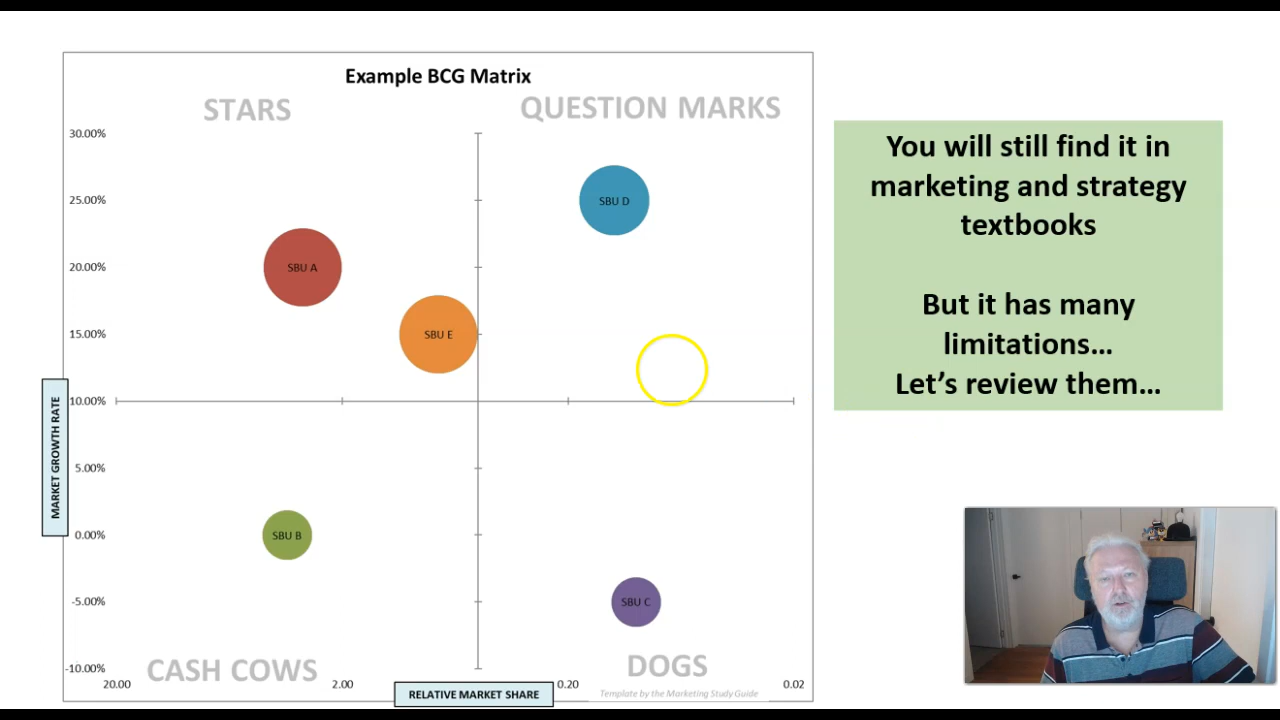 Example BCG Matrix
STARS
QUESTION MARKS
30.00%
25.00%
20.00%
15.00%
10.00%
5.00%
0.00%
-5.00%
-10.00%
SBU D
SBU A
SBU E
SBU B
SBU C
MARKET GROWTH RATE
CASH COWS
DOGS
20.00
2.00
0.20
0.02
RELATIVE MARKET SHARE
Template by the Marketing Study Guide
You will still find it in
marketing and strategy
textbooks
But it has many
limitations…
Let’s review them…